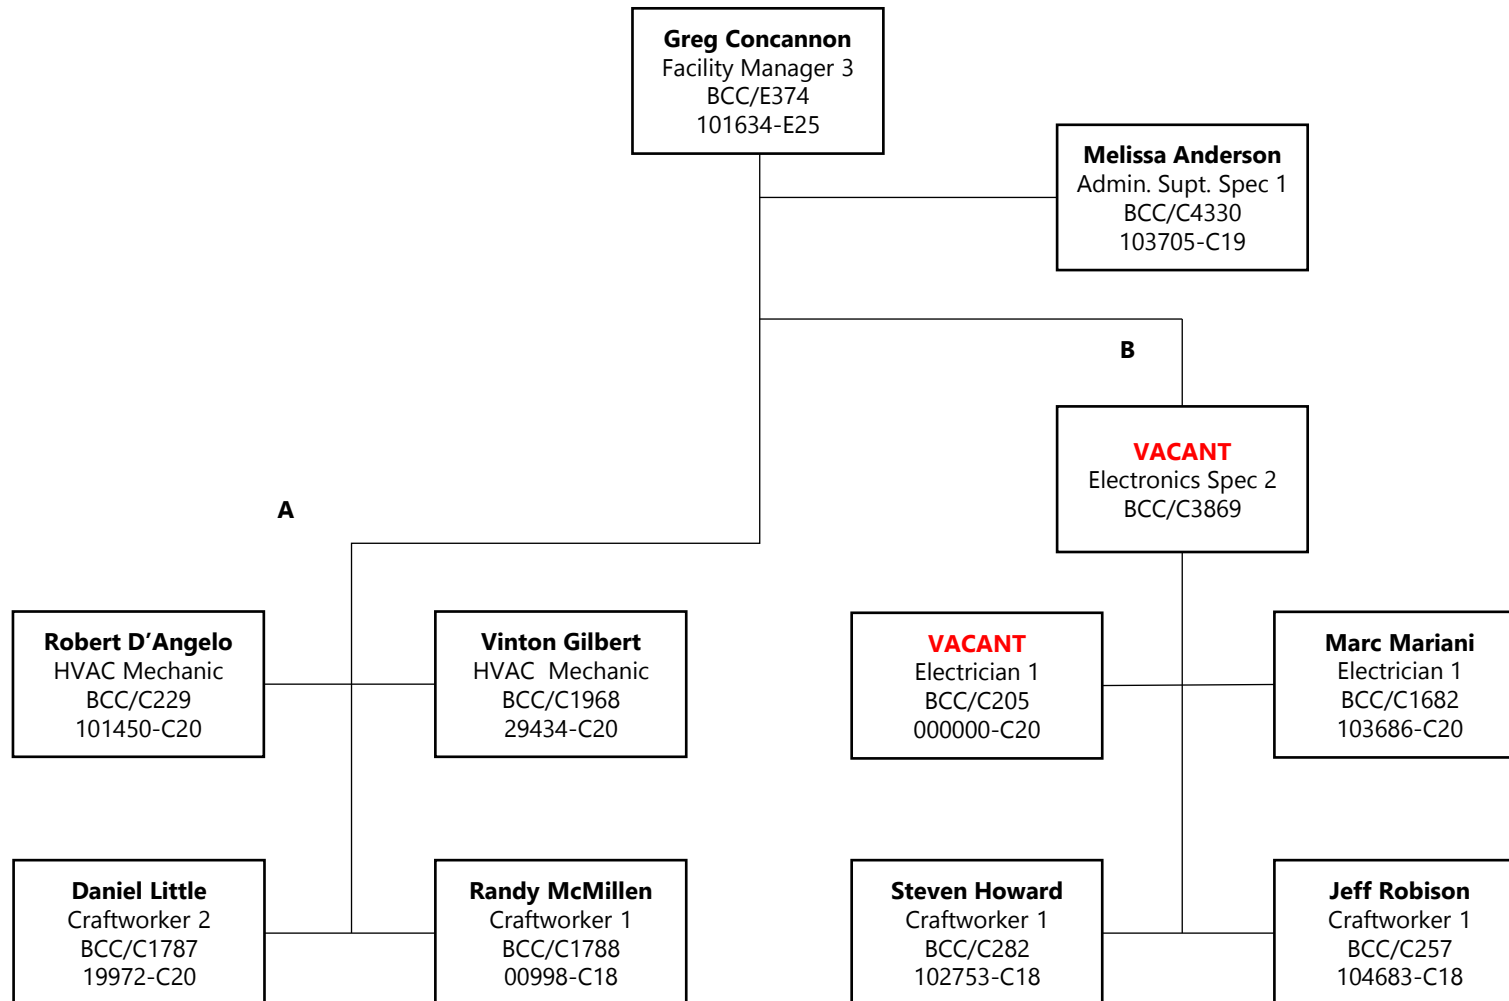 Greg Concannon
Facility Manager 3
BCC/E374
101634-E25
Melissa Anderson
Admin. Supt. Spec 1
BCC/C4330
103705-C19
B
VACANT
Electronics Spec 2
BCC/C3869
A
Robert D’Angelo
HVAC Mechanic
BCC/C229
101450-C20
Vinton Gilbert
HVAC  Mechanic
BCC/C1968
29434-C20
VACANT
Electrician 1
BCC/C205
000000-C20
Marc Mariani
Electrician 1
BCC/C1682
103686-C20
Daniel Little
Craftworker 2
BCC/C1787
19972-C20
Randy McMillen
Craftworker 1
BCC/C1788
00998-C18
Steven Howard
Craftworker 1
BCC/C282
102753-C18
Jeff Robison
Craftworker 1
BCC/C257
104683-C18